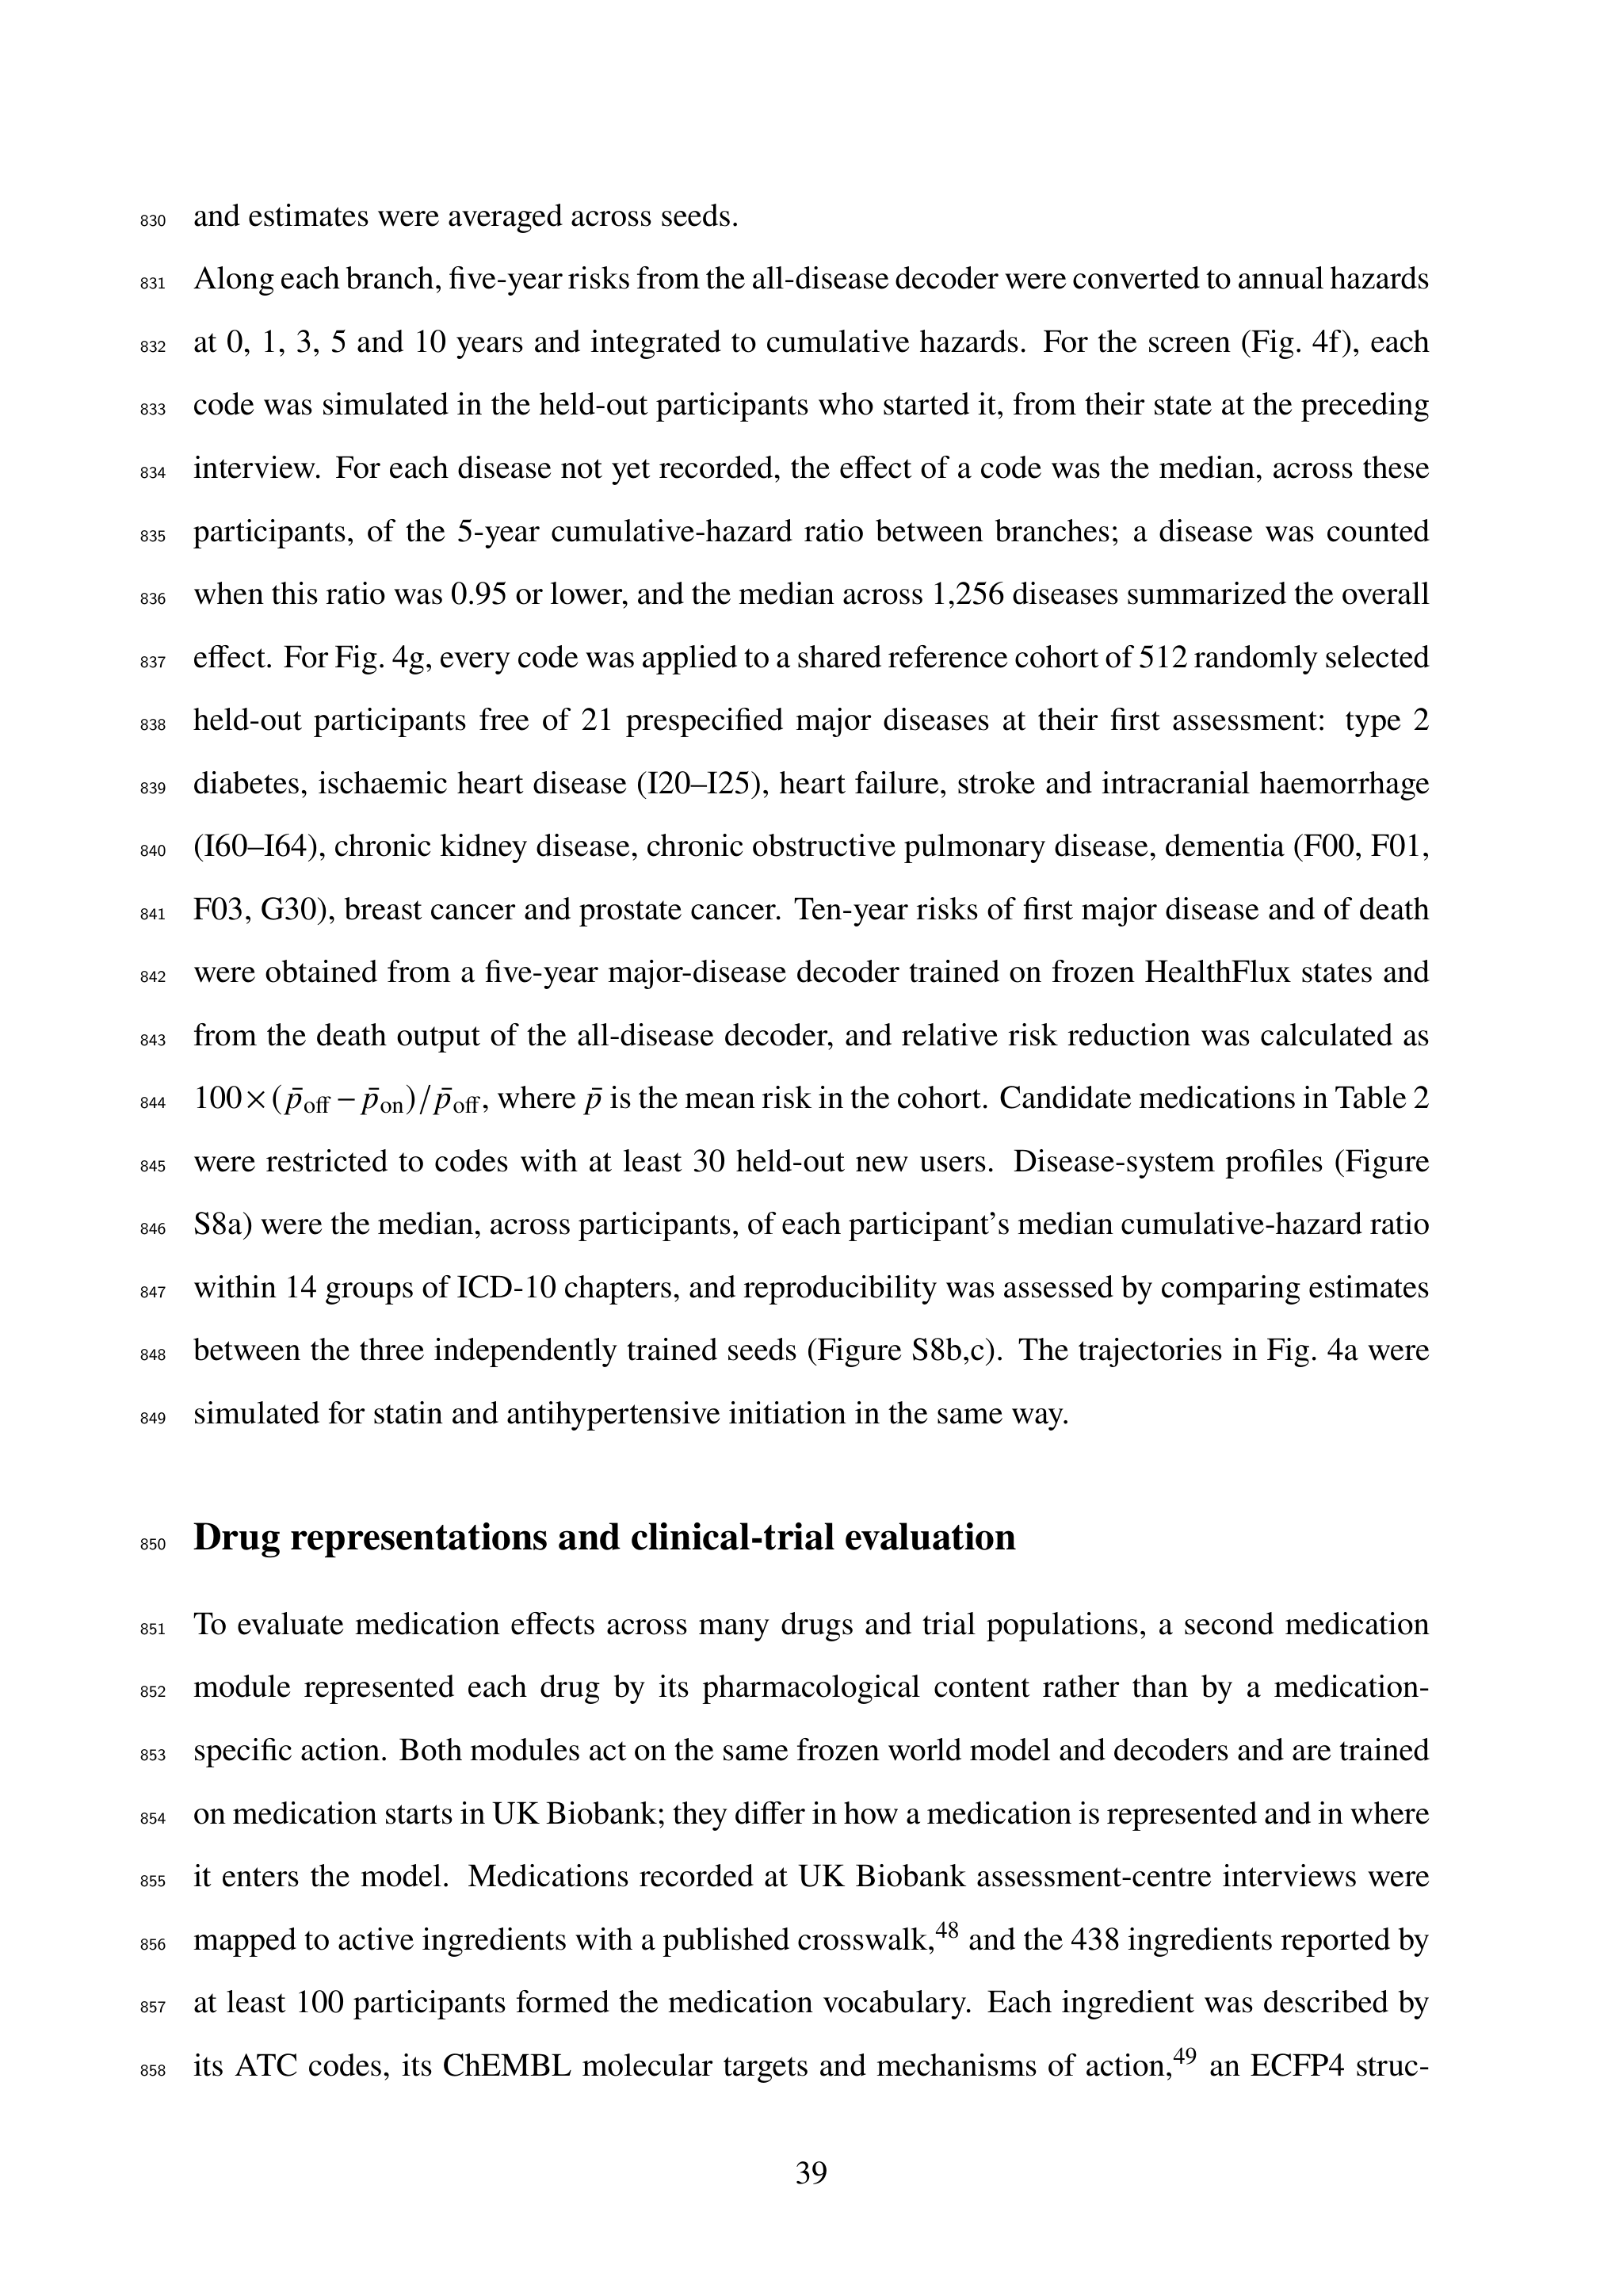 830 and estimates were averaged across seeds.
831 Along each branch, five-year risks from the all-disease decoder were converted to annual hazards
832 at 0, 1, 3, 5 and 10 years and integrated to cumulative hazards. For the screen (Fig. 4f), each
833 code was simulated in the held-out participants who started it, from their state at the preceding
834 interview. For each disease not yet recorded, the effect of a code was the median, across these
835 participants, of the 5-year cumulative-hazard ratio between branches; a disease was counted
836 when this ratio was 0.95 or lower, and the median across 1,256 diseases summarized the overall
837 effect. For Fig. 4g, every code was applied to a shared reference cohort of 512 randomly selected
838 held-out participants free of 21 prespecified major diseases at their first assessment: type 2
839 diabetes, ischaemic heart disease (I20–I25), heart failure, stroke and intracranial haemorrhage
840 (I60–I64), chronic kidney disease, chronic obstructive pulmonary disease, dementia (F00, F01,
841 F03, G30), breast cancer and prostate cancer. Ten-year risks of first major disease and of death
842 were obtained from a five-year major-disease decoder trained on frozen HealthFlux states and
843 from the death output of the all-disease decoder, and relative risk reduction was calculated as
844 100×(p̄off − p̄on)/p̄off, where p̄ is the mean risk in the cohort. Candidate medications in Table 2
845 were restricted to codes with at least 30 held-out new users. Disease-system profiles (Figure
846 S8a) were the median, across participants, of each participant's median cumulative-hazard ratio
847 within 14 groups of ICD-10 chapters, and reproducibility was assessed by comparing estimates
848 between the three independently trained seeds (Figure S8b,c). The trajectories in Fig. 4a were
849 simulated for statin and antihypertensive initiation in the same way.
850 Drug representations and clinical-trial evaluation
851 To evaluate medication effects across many drugs and trial populations, a second medication
852 module represented each drug by its pharmacological content rather than by a medication-
853 specific action. Both modules act on the same frozen world model and decoders and are trained
854 on medication starts in UK Biobank; they differ in how a medication is represented and in where
855 it enters the model. Medications recorded at UK Biobank assessment-centre interviews were
856 mapped to active ingredients with a published crosswalk,48 and the 438 ingredients reported by
857 at least 100 participants formed the medication vocabulary. Each ingredient was described by
858 its ATC codes, its ChEMBL molecular targets and mechanisms of action,49 an ECFP4 struc-
39